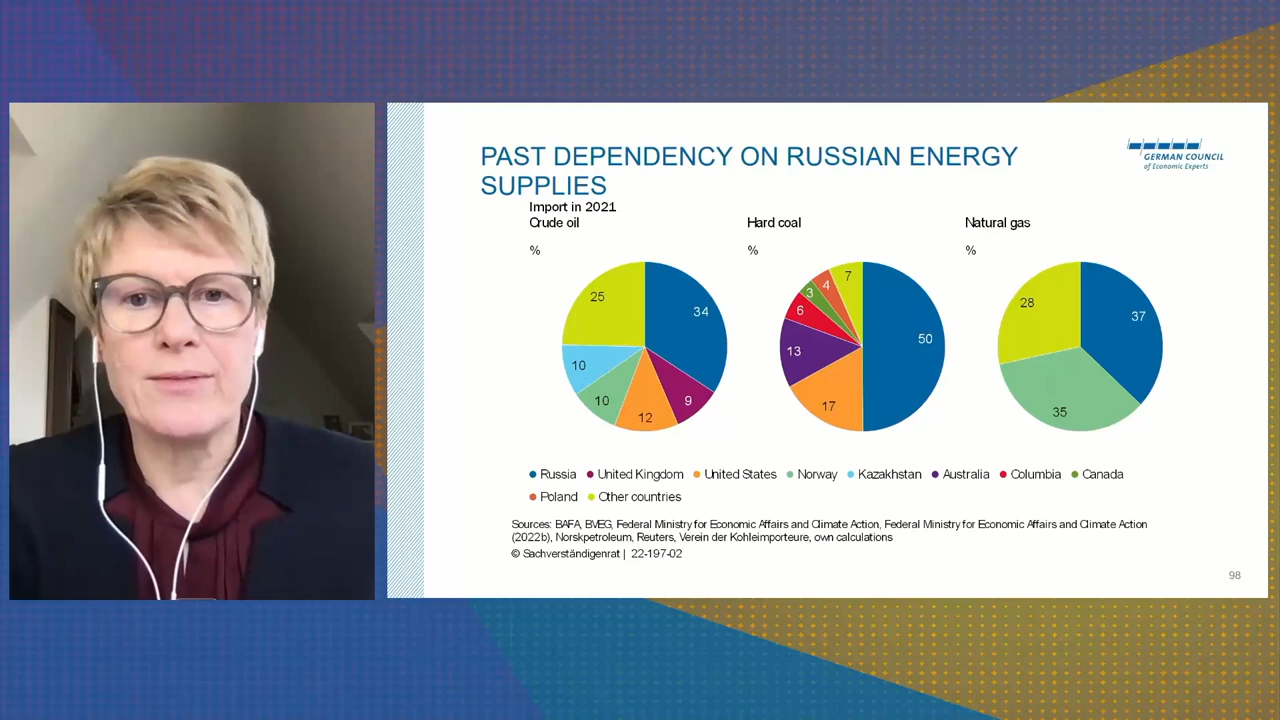 PAST DEPENDENCY ON RUSSIAN ENERGY
SUPPLIES
GERMAN COUNCIL
of Economic Experts
Import in 2021
Crude oil
Hard coal
Natural gas
%
%
%
25
34
10
10
12
9
7
4
3
6
13
17
50
28
37
35
Russia United Kingdom United States Norway Kazakhstan Australia Columbia Canada
Poland Other countries
Sources: BAFA, BVEG, Federal Ministry for Economic Affairs and Climate Action, Federal Ministry for Economic Affairs and Climate Action
(2022b), Norskpetroleum, Reuters, Verein der Kohleimporteure, own calculations
© Sachverständigenrat | 22-197-02
98